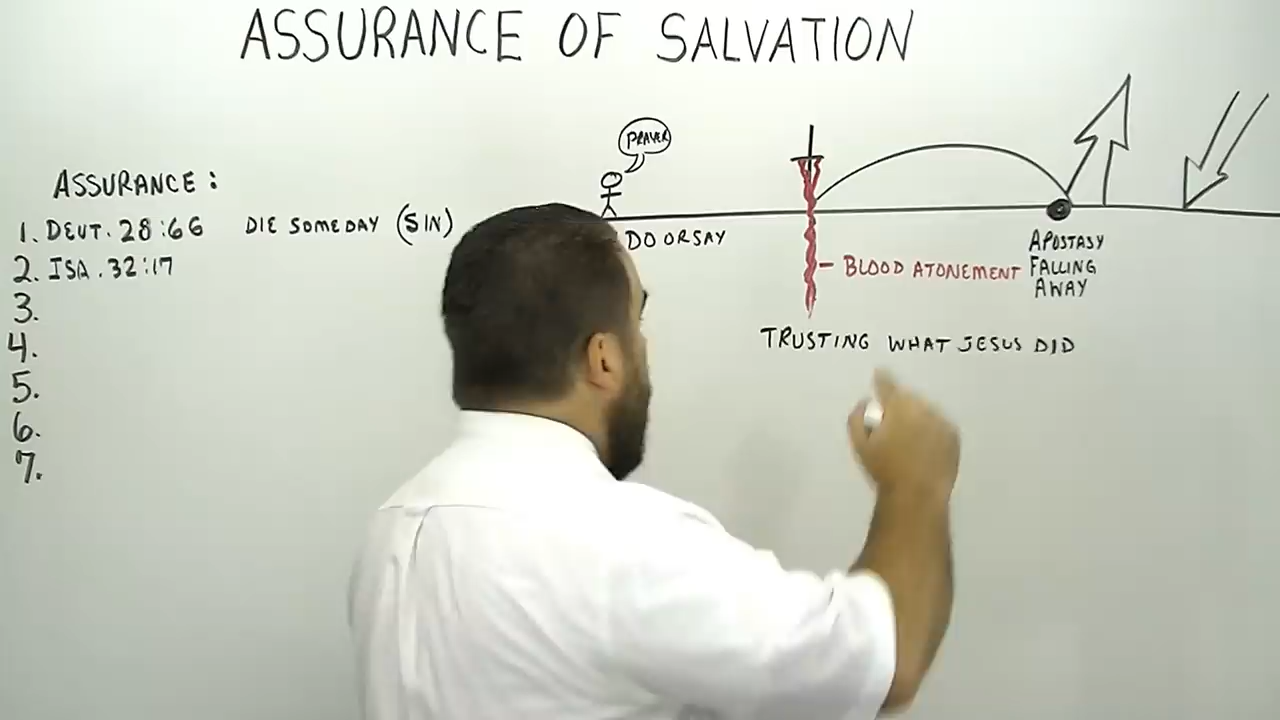 ASSURANCE OF SALVATION
PRAYER
ASSURANCE:
1. DEUT. 28:66 DIE SOMEDAY (SIN)
2. ISA. 32:17
3.
4.
5.
6.
7.
DO OR SAY
BLOOD ATONEMENT
APOSTASY
FALLING
AWAY
TRUSTING WHAT JESUS DID